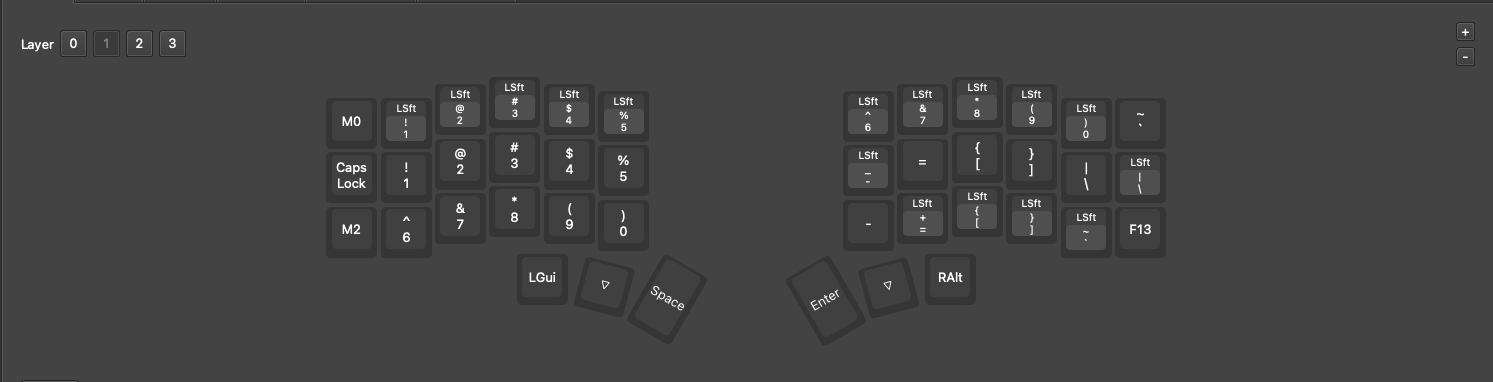 Layer 0 1 2 3
+
-
M0
LSft
!
1
LSft
@
2
LSft
#
3
LSft
$
4
LSft
%
5
LSft
^
6
LSft
&
7
LSft
*
8
LSft
(
9
LSft
)
0
~
`
Caps
Lock
!
1
@
2
#
3
$
4
%
5
LSft
_
-
=
{
[
}
]
|
\
LSft
|
\
M2
^
6
&
7
*
8
(
9
)
0
-
LSft
+
=
LSft
{
[
LSft
}
]
LSft
~
`
F13
LGui
▽
Space
Enter
▽
RAlt